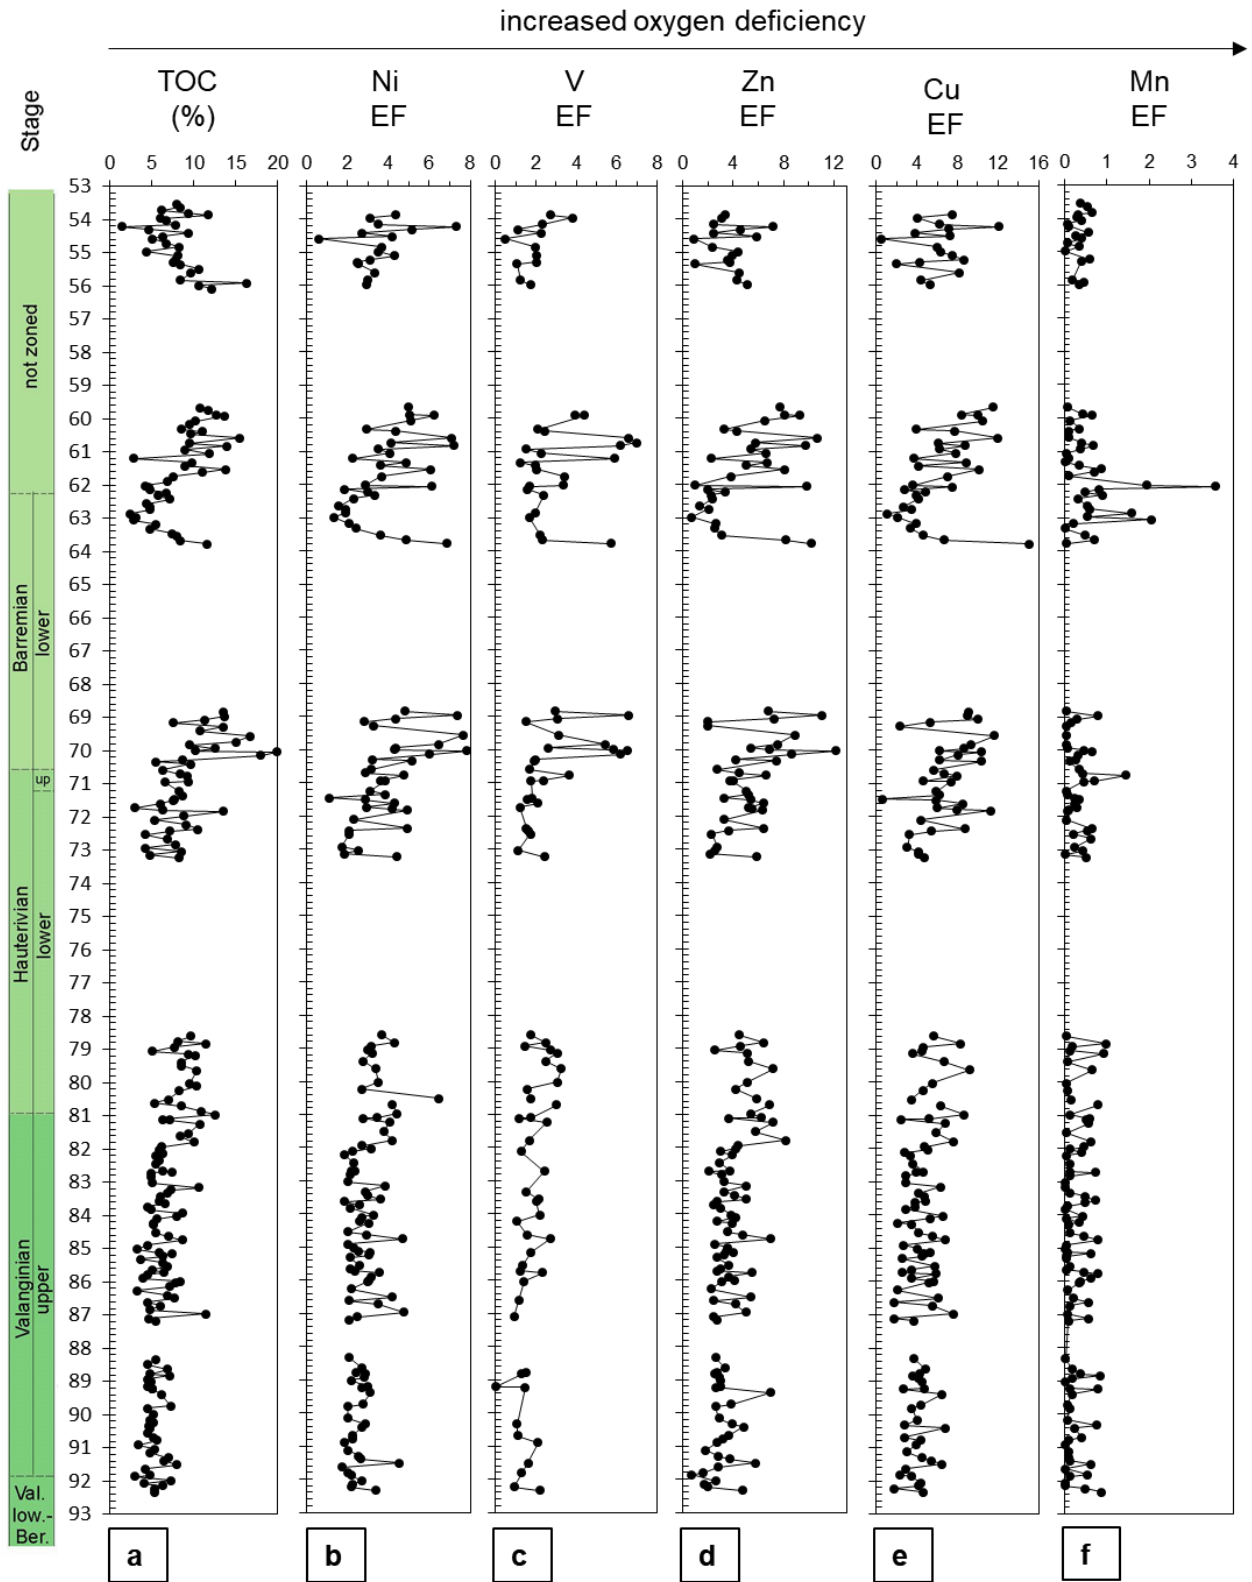 increased oxygen deficiency
Stage
TOC
(%)
Ni
EF
V
EF
Zn
EF
Cu
EF
Mn
EF
0 5 10 15 20
0 2 4 6 8
0 2 4 6 8
0 4 8 12
0 4 8 12 16
0 1 2 3 4
53
54
55
56
57
58
59
60
61
62
63
64
65
66
67
68
69
70
71
72
73
74
75
76
77
78
79
80
81
82
83
84
85
86
87
88
89
90
91
92
93
not zoned
Barremian
lower
up
Hauterivian
lower
Valanginian
upper
Val.
low.-
Ber.
a
b
c
d
e
f